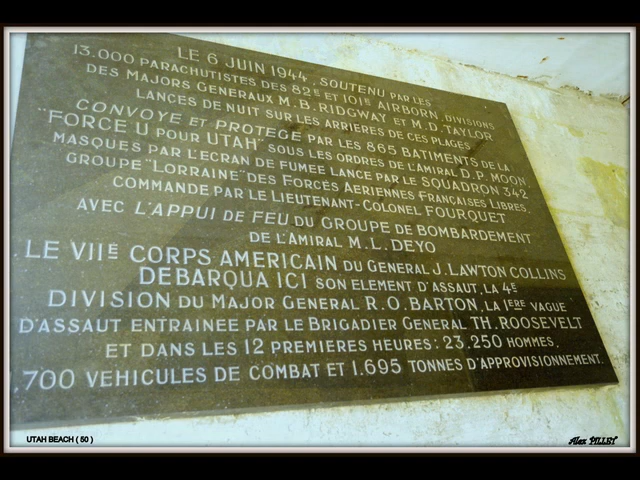 LE 6 JUIN 1944, SOUTENU PAR LES
13.000 PARACHUTISTES DES 82E ET 101E AIRBORN. DIVISIONS
DES MAJORS GENERAUX M.B. RIDGWAY ET M.D. TAYLOR
LANCES DE NUIT SUR LES ARRIERES DE CES PLAGES
CONVOYE ET PROTEGE PAR LES 865 BATIMENTS DE LA
"FORCE U POUR UTAH" SOUS LES ORDRES DE L'AMIRAL D.P. MOON,
MASQUES PAR L'ECRAN DE FUMEE LANCE PAR LE SQUADRON 342
GROUPE "LORRAINE" DES FORCES AERIENNES FRANÇAISES LIBRES,
COMMANDE PAR LE LIEUTENANT-COLONEL FOURQUET
AVEC L'APPUI DE FEU DU GROUPE DE BOMBARDEMENT
DE L'AMIRAL M.L. DEYO
LE VIIE CORPS AMERICAIN DU GENERAL J. LAWTON COLLINS
DEBARQUA ICI SON ELEMENT D'ASSAUT, LA 4E
DIVISION DU MAJOR GENERAL R.O. BARTON, LA 1ERE VAGUE
D'ASSAUT ENTRAINEE PAR LE BRIGADIER GENERAL TH. ROOSEVELT
ET DANS LES 12 PREMIERES HEURES : 23.250 HOMMES,
1.700 VEHICULES DE COMBAT ET 1.695 TONNES D'APPROVISIONNEMENT.
UTAH BEACH ( 50 )
Alex PILLET